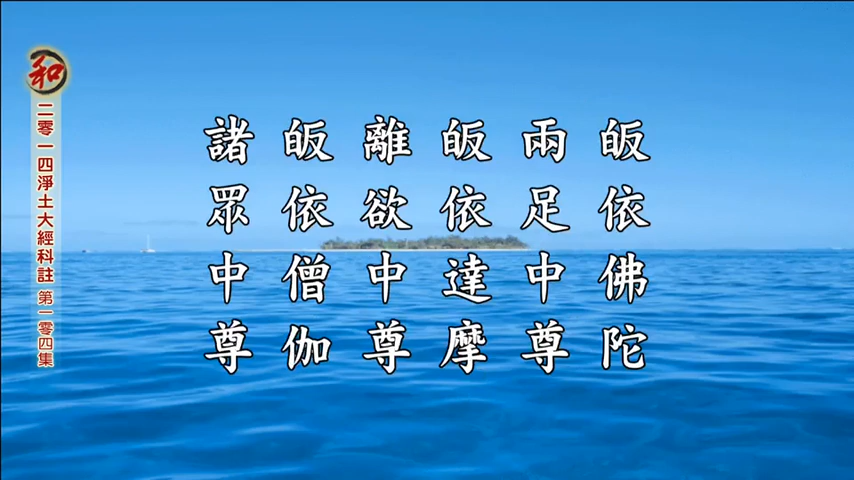 皈依佛陀
兩足中尊
皈依達摩
離欲中尊
皈依僧伽
諸眾中尊
和
二零一四淨土大經科註 第一零四集